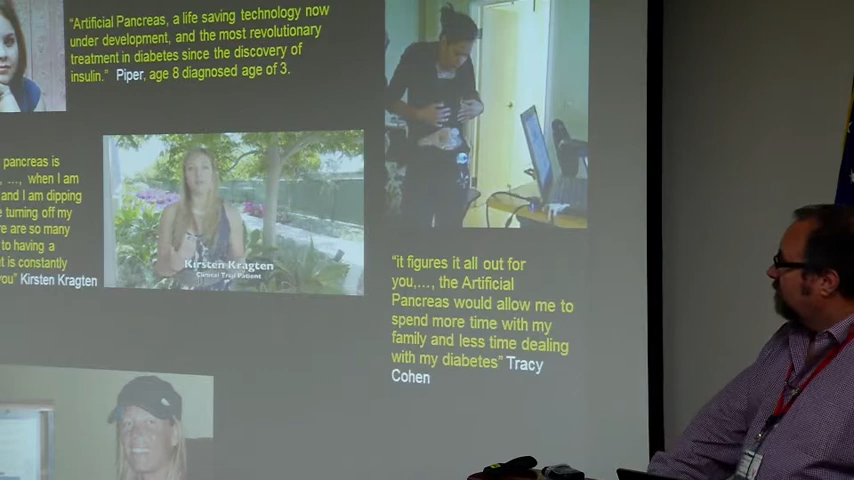 "Artificial Pancreas, a life saving technology now
under development, and the most revolutionary
treatment in diabetes since the discovery of
insulin." Piper, age 8 diagnosed age of 3.
pancreas is
, ..., when I am
and I am dipping
turning off my
re are so many
to having a
is constantly
you" Kirsten Kragten
Kirsten Kragten
Clinical Trial Patient
"it figures it all out for
you,..., the Artificial
Pancreas would allow me to
spend more time with my
family and less time dealing
with my diabetes" Tracy
Cohen